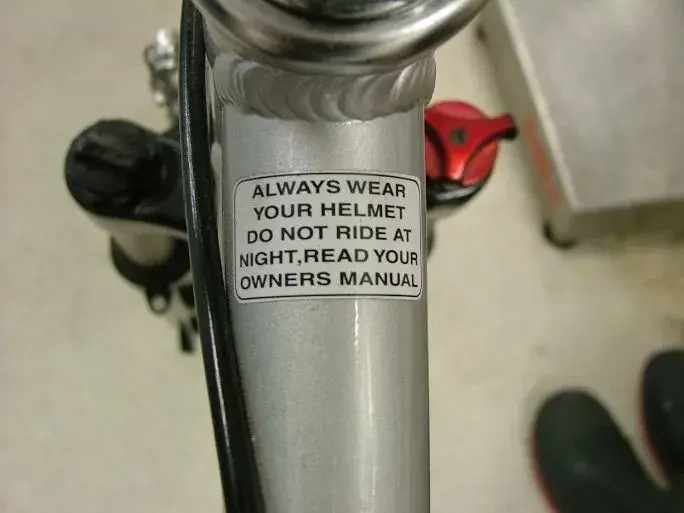 ALWAYS WEAR
YOUR HELMET
DO NOT RIDE AT
NIGHT,READ YOUR
OWNERS MANUAL